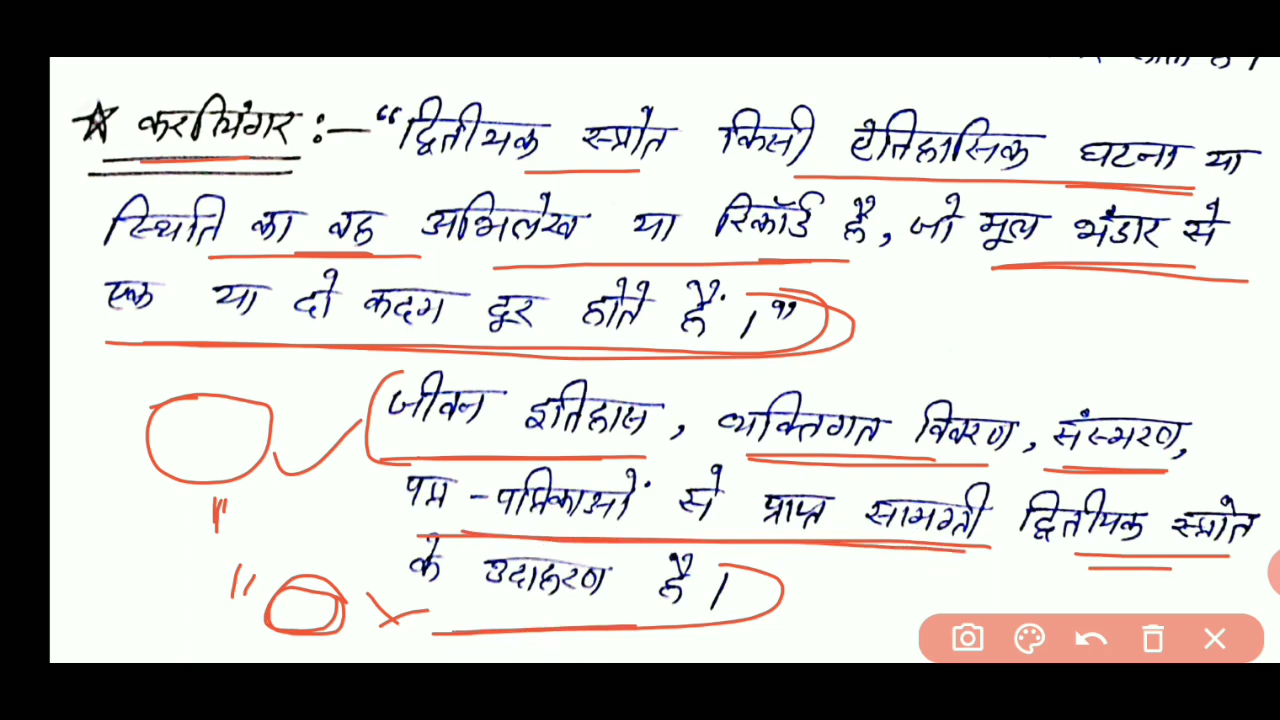 है।
★ करलिंगर :— “द्वितीयक स्त्रोत किसी ऐतिहासिक घटना या
स्थिति का वह अभिलेख या रिकॉर्ड है, जो मूल भंडार से
एक या दो कदम दूर होते हैं।”
जीवन इतिहास, व्यक्तिगत विवरण, संस्मरण,
पत्र - पत्रिकाओं से प्राप्त सामग्री द्वितीयक स्त्रोत
के उदाहरण है।